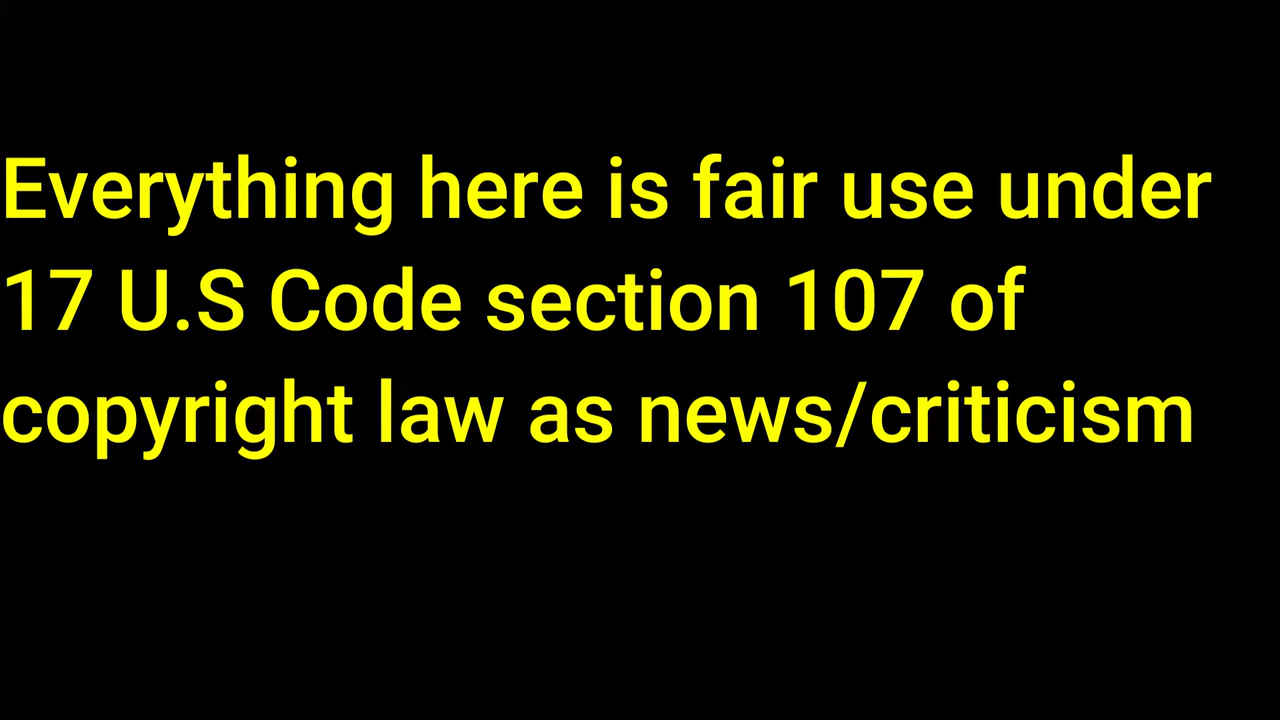 Everything here is fair use under
17 U.S Code section 107 of
copyright law as news/criticism